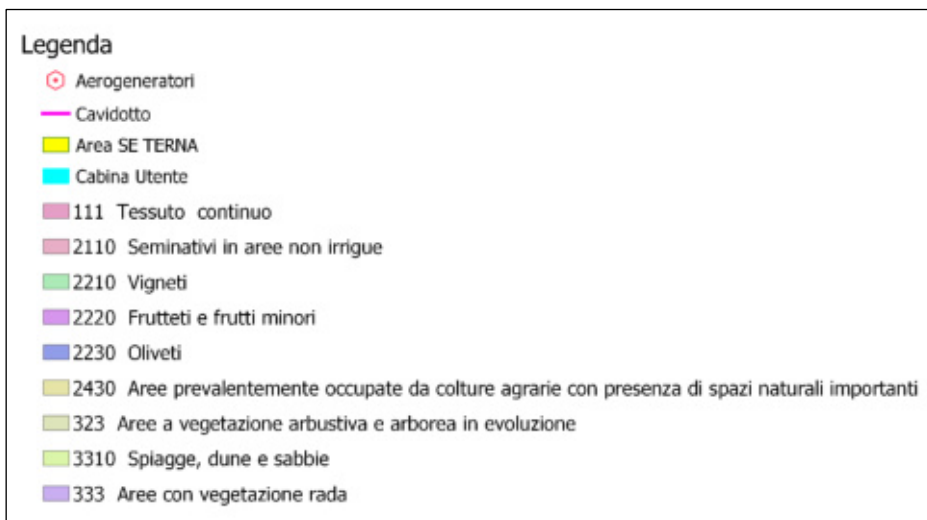 Legenda
Aerogeneratori
Cavidotto
Area SE TERNA
Cabina Utente
111 Tessuto continuo
2110 Seminativi in aree non irrigue
2210 Vigneti
2220 Frutteti e frutti minori
2230 Oliveti
2430 Aree prevalentemente occupate da colture agrarie con presenza di spazi naturali importanti
323 Aree a vegetazione arbustiva e arborea in evoluzione
3310 Spiagge, dune e sabbie
333 Aree con vegetazione rada